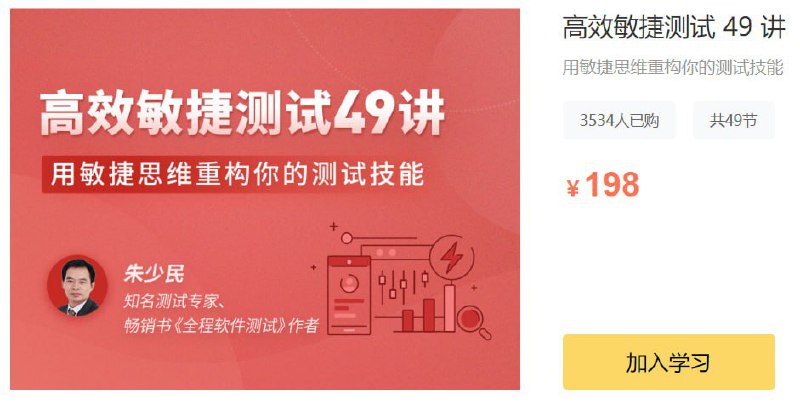 高效敏捷测试49讲
用敏捷思维重构你的测试技能
朱少民
知名测试专家、
畅销书《全程软件测试》作者
高效敏捷测试 49 讲
用敏捷思维重构你的测试技能
3534人已购 共49节
¥198
加入学习